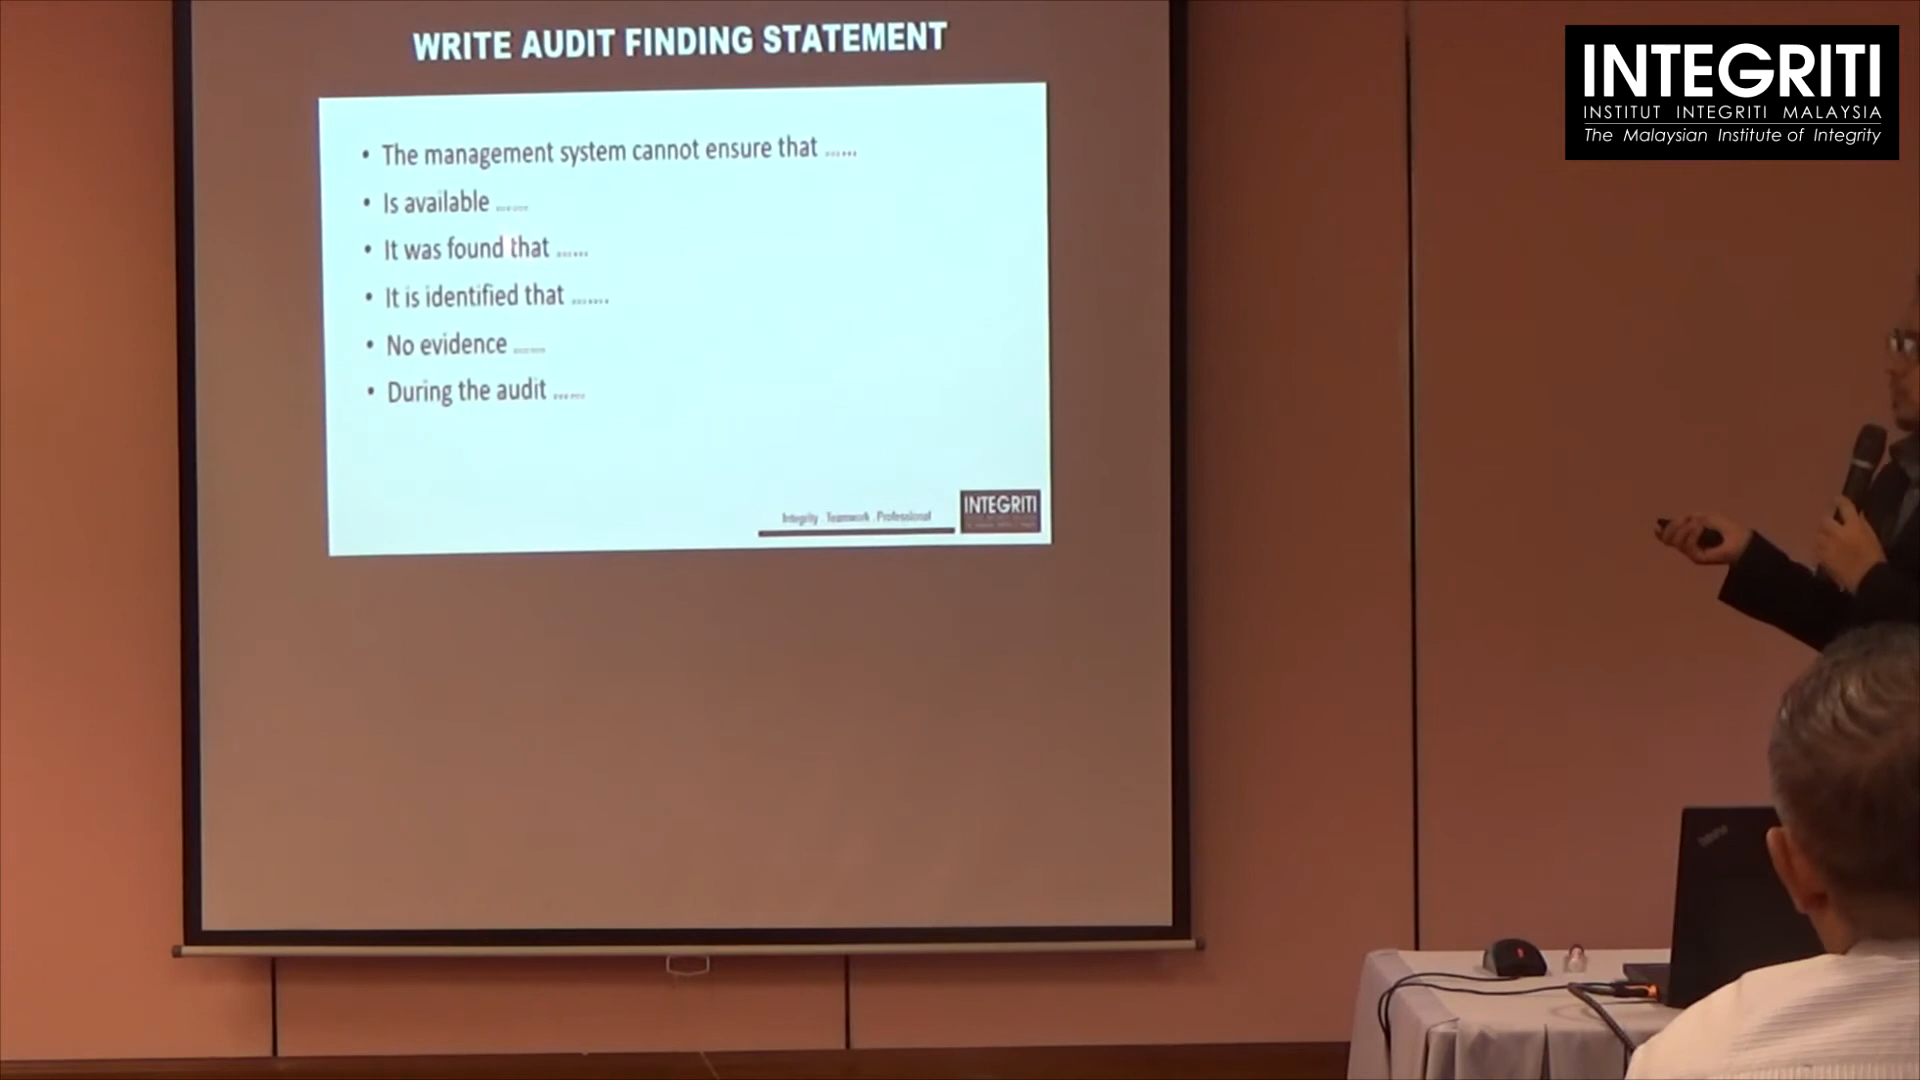 WRITE AUDIT FINDING STATEMENT
• The management system cannot ensure that ......
• Is available ......
• It was found that ......
• It is identified that .......
• No evidence ......
• During the audit ......
Integrity . Teamwork . Professional
INTEGRITI
INTEGRITI
INSTITUT INTEGRITI MALAYSIA
The Malaysian Institute of Integrity